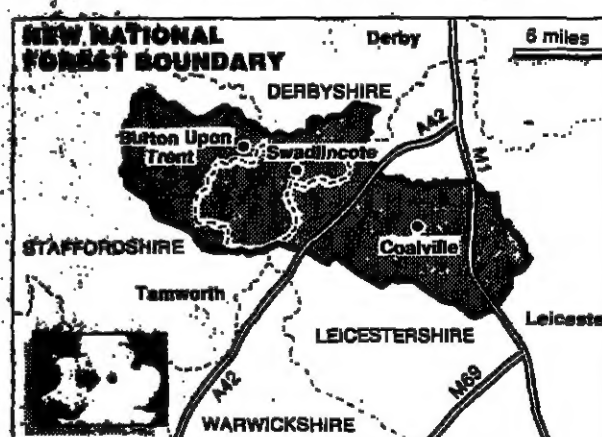 NEW NATIONAL
FOREST BOUNDARY
Derby
6 miles
DERBYSHIRE
A42
M1
Burton Upon
Trent
Swadlincote
STAFFORDSHIRE
Coalville
Tamworth
Leiceste
LEICESTERSHIRE
A42
M69
WARWICKSHIRE